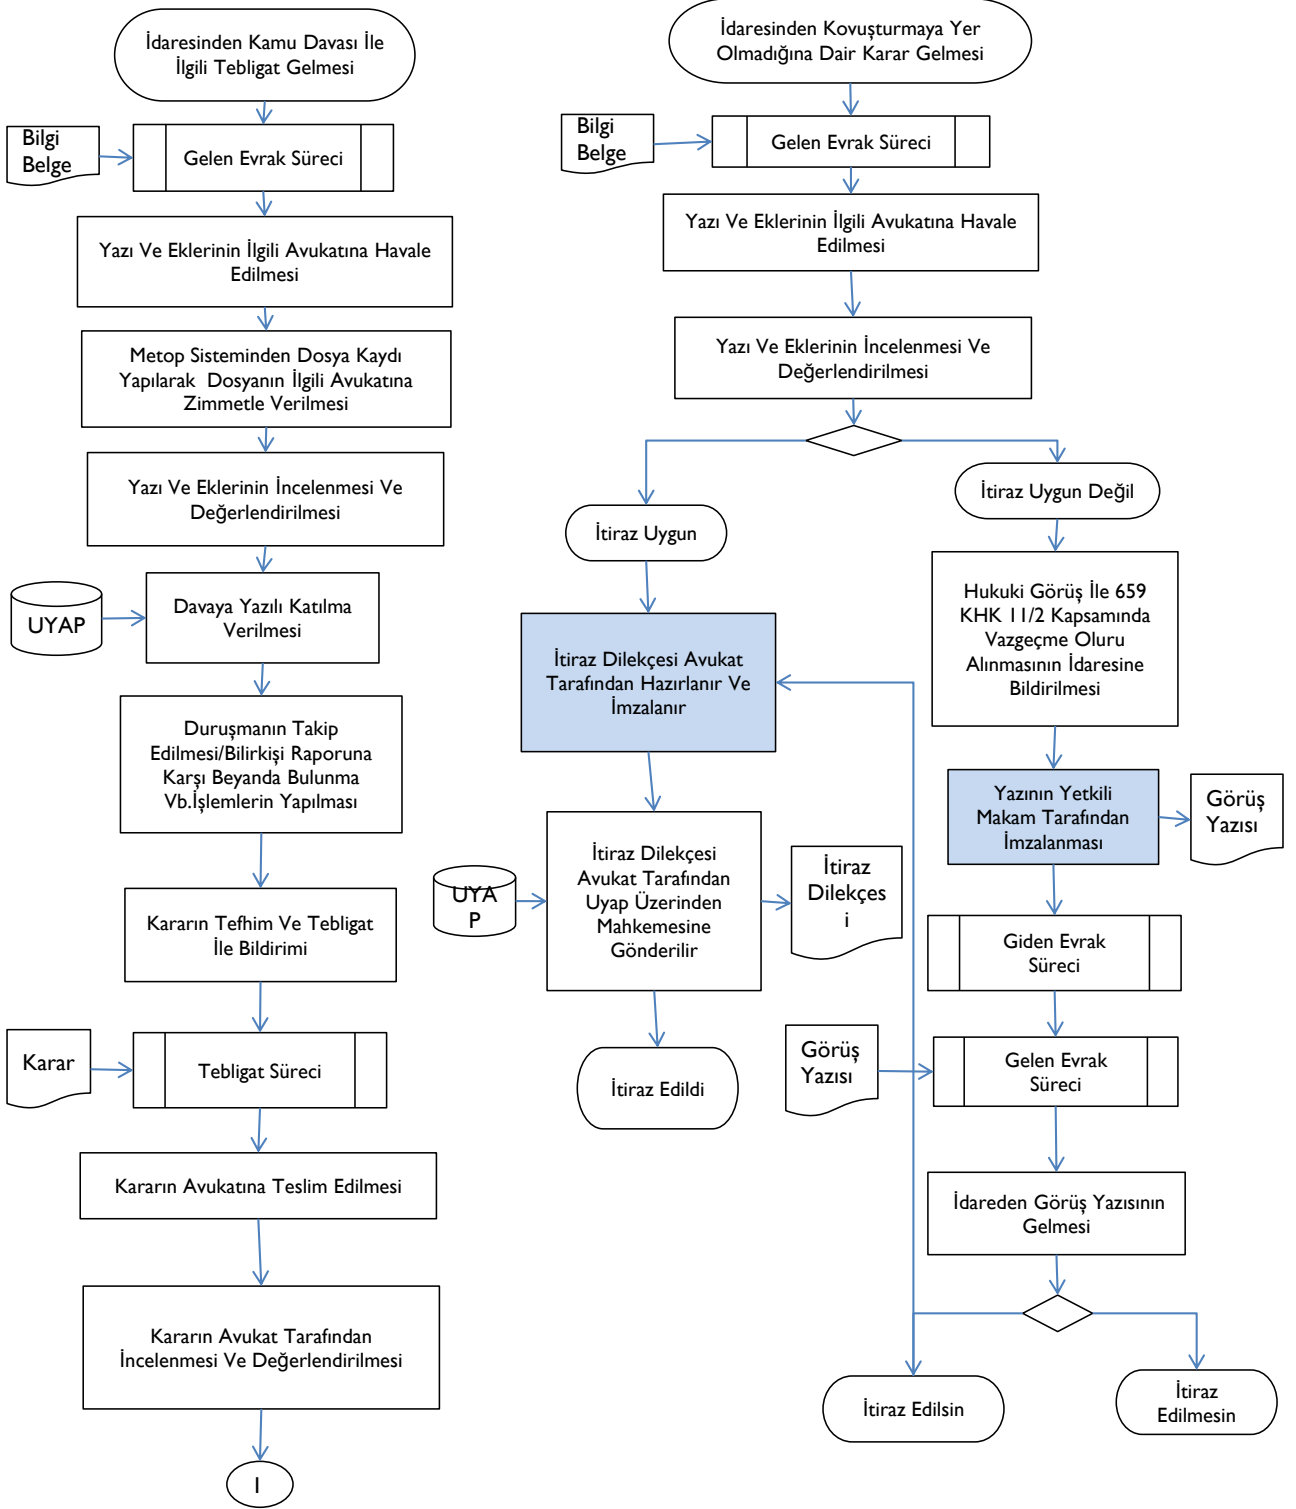 İdaresinden Kamu Davası İle
İlgili Tebligat Gelmesi
Bilgi
Belge
Gelen Evrak Süreci
Yazı Ve Eklerinin İlgili Avukatına Havale
Edilmesi
Metop Sisteminden Dosya Kaydı
Yapılarak Dosyanın İlgili Avukatına
Zimmetle Verilmesi
Yazı Ve Eklerinin İncelenmesi Ve
Değerlendirilmesi
UYAP
Davaya Yazılı Katılma
Verilmesi
Duruşmanın Takip
Edilmesi/Bilirkişi Raporuna
Karşı Beyanda Bulunma
Vb.İşlemlerin Yapılması
Kararın Tefhim Ve Tebligat
İle Bildirimi
Karar
Tebligat Süreci
Kararın Avukatına Teslim Edilmesi
Kararın Avukat Tarafından
İncelenmesi Ve Değerlendirilmesi
1
İdaresinden Kovuşturmaya Yer
Olmadığına Dair Karar Gelmesi
Bilgi
Belge
Gelen Evrak Süreci
Yazı Ve Eklerinin İlgili Avukatına Havale
Edilmesi
Yazı Ve Eklerinin İncelenmesi Ve
Değerlendirilmesi
İtiraz Uygun
İtiraz Dilekçesi Avukat
Tarafından Hazırlanır Ve
İmzalanır
UYA
P
İtiraz Dilekçesi
Avukat Tarafından
Uyap Üzerinden
Mahkemesine
Gönderilir
İtiraz
Dilekçes
i
İtiraz Edildi
İtiraz Uygun Değil
Hukuki Görüş İle 659
KHK 11/2 Kapsamında
Vazgeçme Oluru
Alınmasının İdaresine
Bildirilmesi
Yazının Yetkili
Makam Tarafından
İmzalanması
Görüş
Yazısı
Giden Evrak
Süreci
Görüş
Yazısı
Gelen Evrak
Süreci
İdareden Görüş Yazısının
Gelmesi
İtiraz Edilsin
İtiraz
Edilmesin